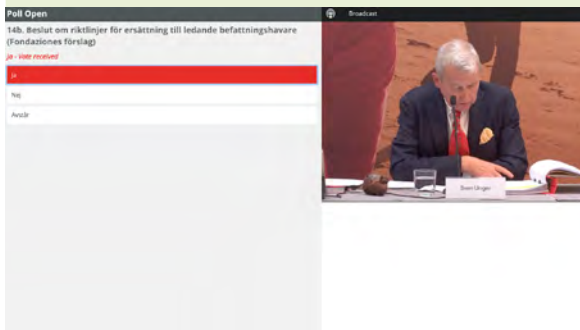 Poll Open
14b. Beslut om riktlinjer för ersättning till ledande befattningshavare
(Fondaziones förslag)
Ja - Vote received
Ja
Nej
Avstår
Broadcast
Sven Unger